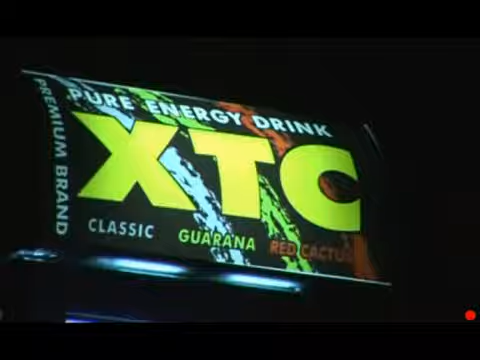 PREMIUM BRAND
PURE ENERGY DRINK
XTC
CLASSIC GUARANA RED CACTUS